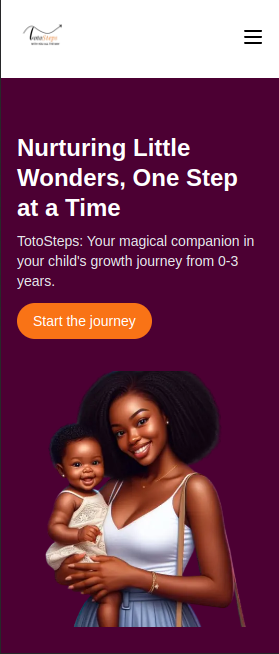 TotoSteps
Nurturing Little
Wonders, One Step
at a Time
TotoSteps: Your magical companion in
your child's growth journey from 0-3
years.
Start the journey